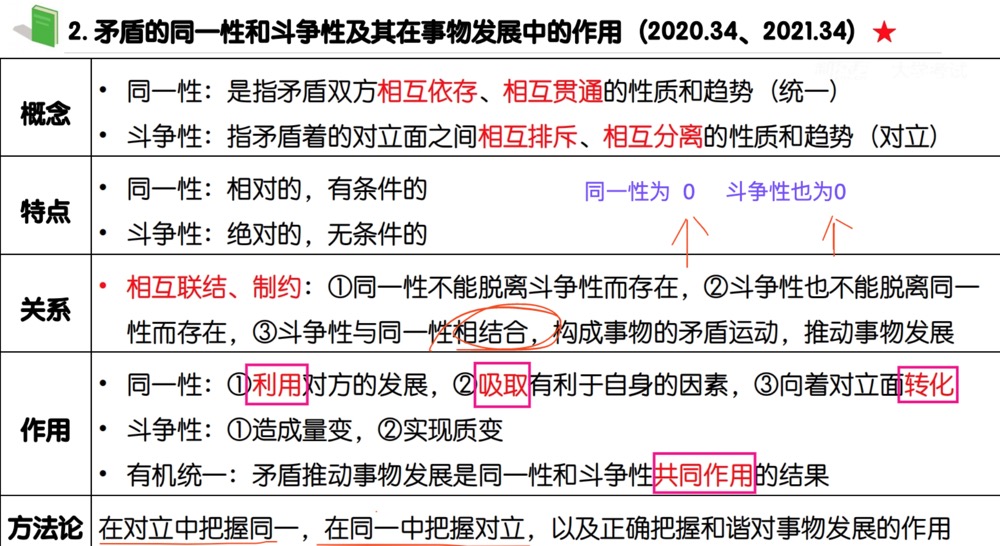 2. 矛盾的同一性和斗争性及其在事物发展中的作用（2020.34、2021.34）★
概念
• 同一性：是指矛盾双方相互依存、相互贯通的性质和趋势（统一）
• 斗争性：指矛盾着的对立面之间相互排斥、相互分离的性质和趋势（对立）
特点
• 同一性：相对的，有条件的
同一性为 0 斗争性也为0
• 斗争性：绝对的，无条件的
关系
• 相互联结、制约：①同一性不能脱离斗争性而存在，②斗争性也不能脱离同一
性而存在，③斗争性与同一性相结合，构成事物的矛盾运动，推动事物发展
作用
• 同一性：①利用对方的发展，②吸取有利于自身的因素，③向着对立面转化
• 斗争性：①造成量变，②实现质变
• 有机统一：矛盾推动事物发展是同一性和斗争性共同作用的结果
方法论
在对立中把握同一，在同一中把握对立，以及正确把握和谐对事物发展的作用